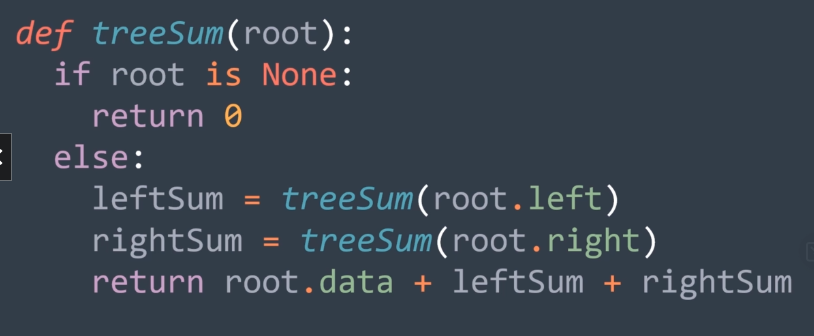 def treeSum(root):
  if root is None:
    return 0
  else:
    leftSum = treeSum(root.left)
    rightSum = treeSum(root.right)
    return root.data + leftSum + rightSum